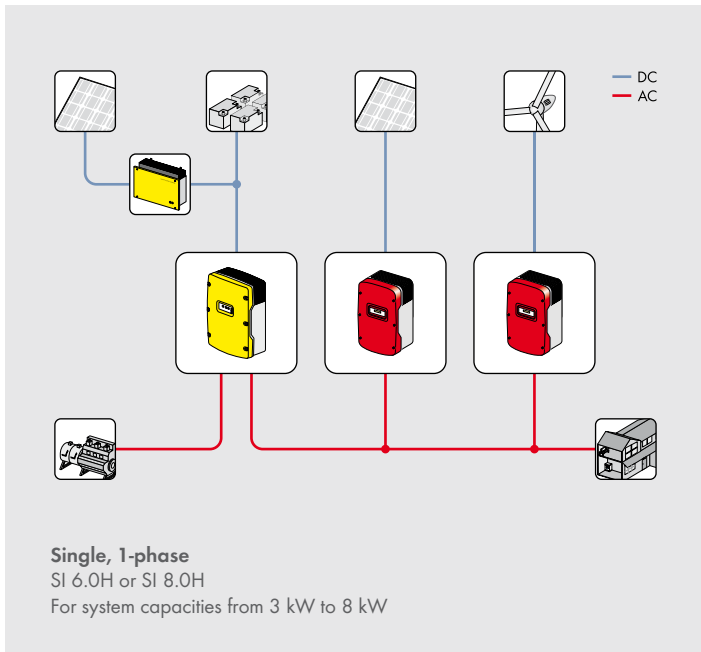 DC
AC
Single, 1-phase
SI 6.0H or SI 8.0H
For system capacities from 3 kW to 8 kW